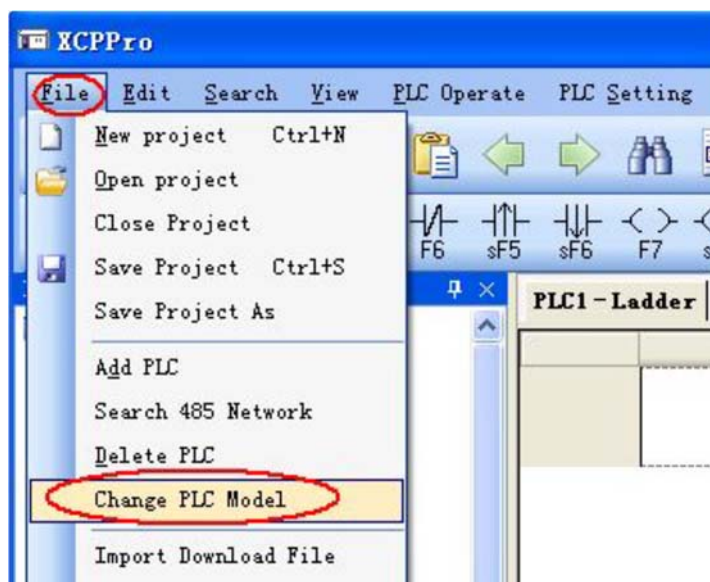 XCPPro
File Edit Search View PLC Operate PLC Setting
New project Ctrl+N
Open project
Close Project
Save Project Ctrl+S
Save Project As
Add PLC
Search 485 Network
Delete PLC
Change PLC Model
Import Download File
F6 sF5 sF6 F7
PLC1-Ladder